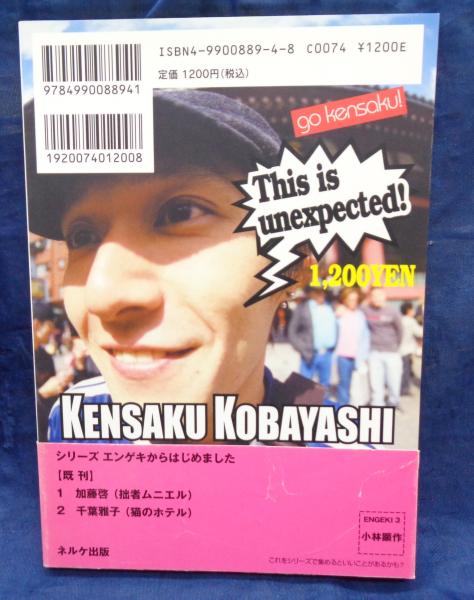 ISBN4-9900889-4-8 C0074 ¥1200E
定価 1200円(税込)
9784990088941
1920074012008
go kensaku!
This is
unexpected!
1,200YEN
KENSAKU KOBAYASHI
シリーズ エンゲキからはじめました
【既刊】
1 加藤啓(拙者ムニエル)
2 千葉雅子(猫のホテル)
ネルケ出版
ENGEKI 3
小林顕作
これをシリーズで集めるといいことがあるかも?